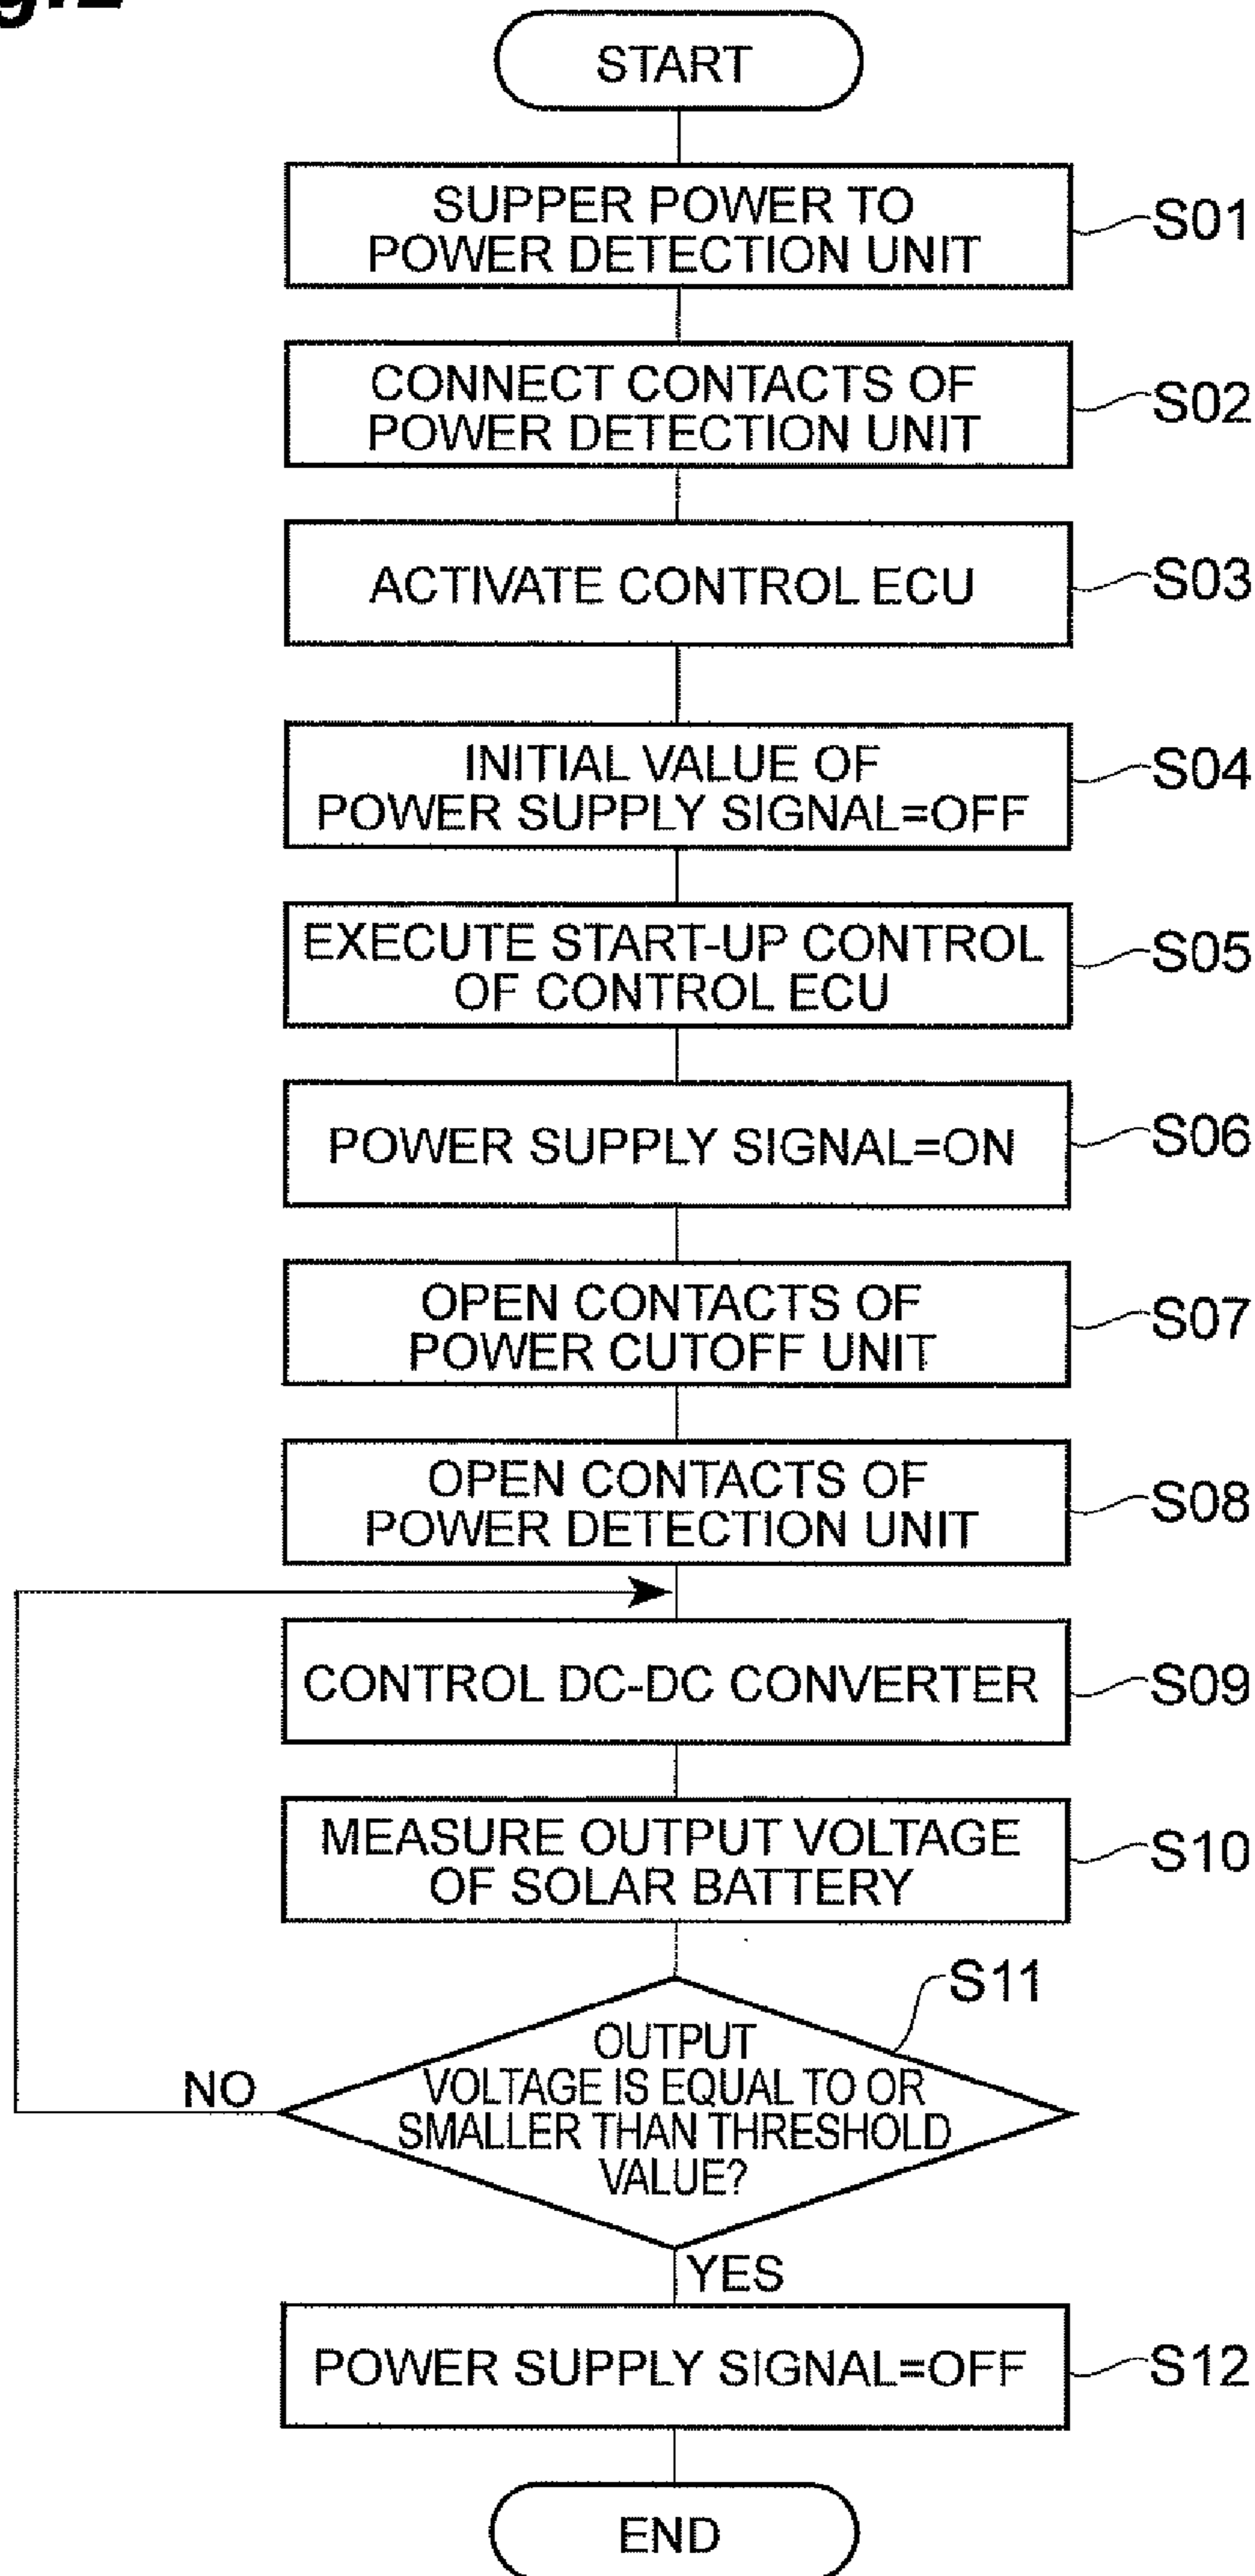 START
SUPPER POWER TO
POWER DETECTION UNIT
S01
CONNECT CONTACTS OF
POWER DETECTION UNIT
S02
ACTIVATE CONTROL ECU
S03
INITIAL VALUE OF
POWER SUPPLY SIGNAL=OFF
S04
EXECUTE START-UP CONTROL
OF CONTROL ECU
S05
POWER SUPPLY SIGNAL=ON
S06
OPEN CONTACTS OF
POWER CUTOFF UNIT
S07
OPEN CONTACTS OF
POWER DETECTION UNIT
S08
CONTROL DC-DC CONVERTER
S09
MEASURE OUTPUT VOLTAGE
OF SOLAR BATTERY
S10
S11
OUTPUT
VOLTAGE IS EQUAL TO OR
SMALLER THAN THRESHOLD
VALUE?
NO
YES
POWER SUPPLY SIGNAL=OFF
S12
END